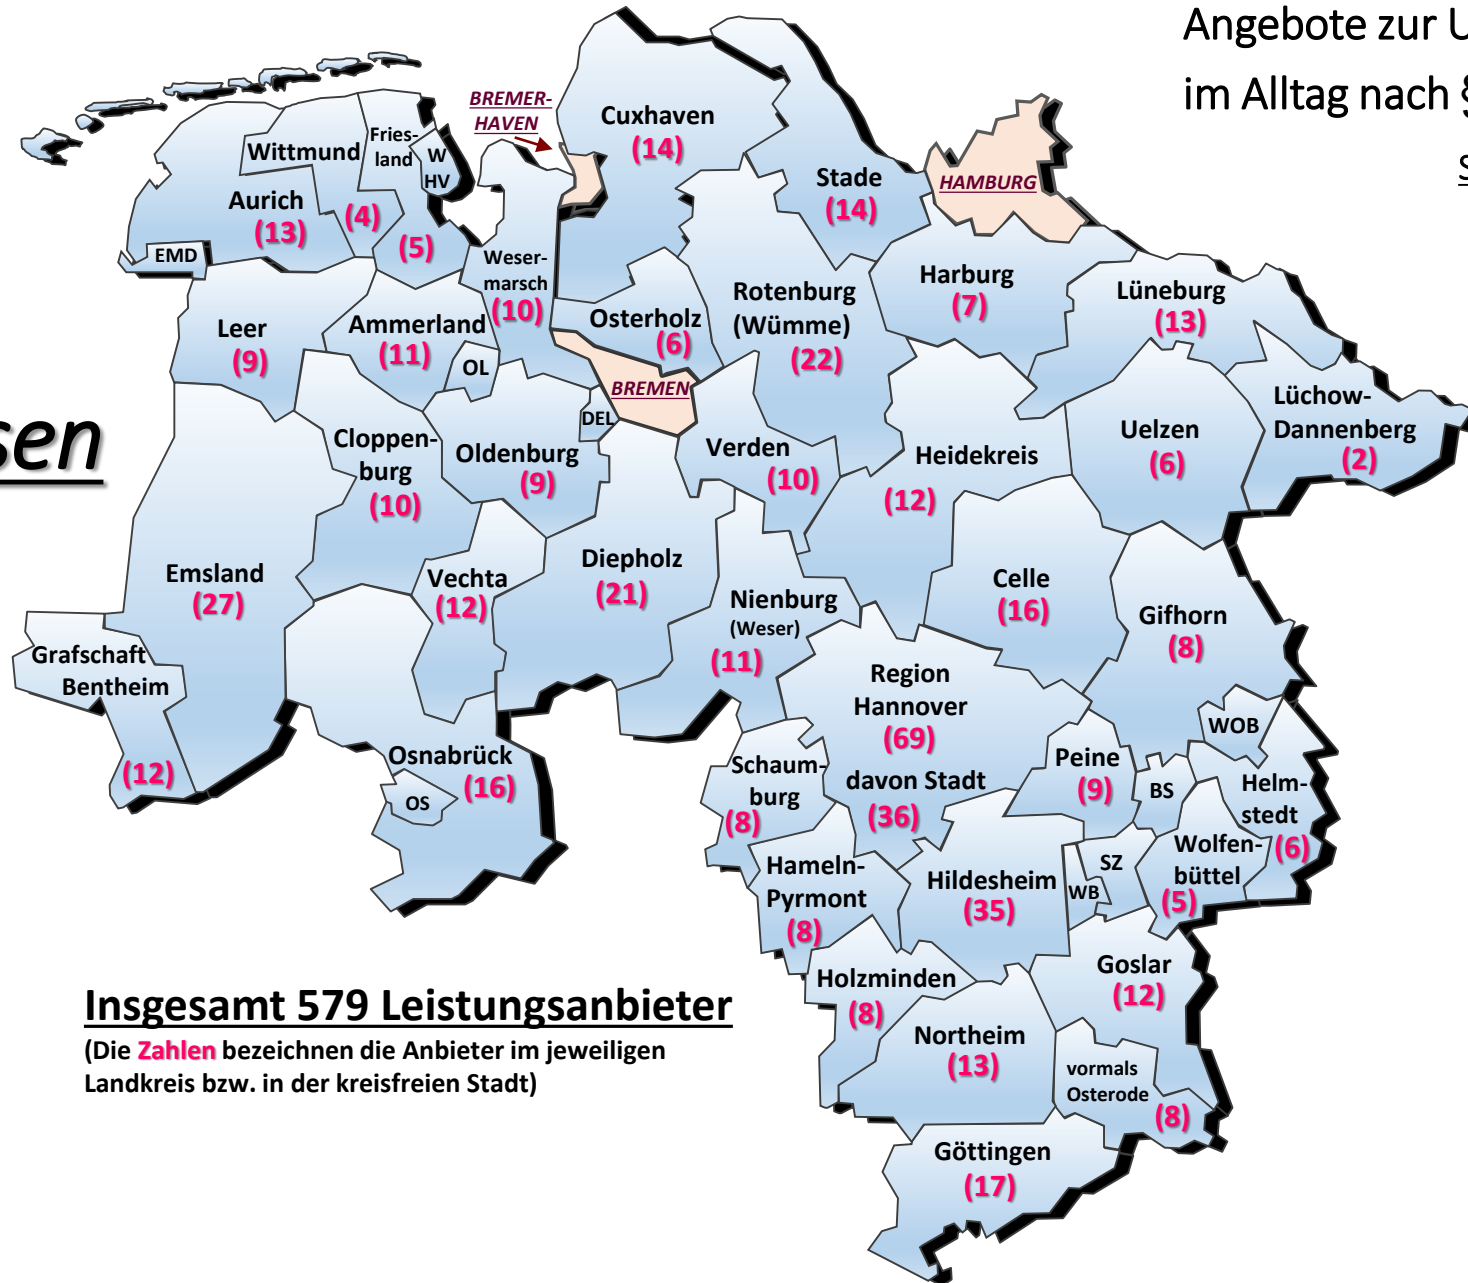 Angebote zur U
im Alltag nach §
S
sen
BREMER-
HAVEN
Cuxhaven
(14)
Fries-
land
(5)
W
HV
Wittmund
(4)
Aurich
(13)
EMD
Stade
(14)
HAMBURG
Weser-
marsch
(10)
Harburg
(7)
Lüneburg
(13)
Rotenburg
(Wümme)
(22)
Osterholz
(6)
Leer
(9)
Ammerland
(11)
OL
BREMEN
DEL
Lüchow-
Dannenberg
(2)
Uelzen
(6)
Cloppen-
burg
(10)
Oldenburg
(9)
Verden
(10)
Heidekreis
(12)
Emsland
(27)
Vechta
(12)
Diepholz
(21)
Nienburg
(Weser)
(11)
Celle
(16)
Gifhorn
(8)
Grafschaft
Bentheim
(12)
Region
Hannover
(69)
davon Stadt
(36)
WOB
Osnabrück
(16)
OS
Schaum-
burg
(8)
Peine
(9)
BS
Helm-
stedt
(6)
Wolfen-
büttel
(5)
Hameln-
Pyrmont
(8)
Hildesheim
(35)
SZ
WB
Holzminden
(8)
Goslar
(12)
Northeim
(13)
vormals
Osterode
(8)
Göttingen
(17)
Insgesamt 579 Leistungsanbieter
(Die Zahlen bezeichnen die Anbieter im jeweiligen
Landkreis bzw. in der kreisfreien Stadt)